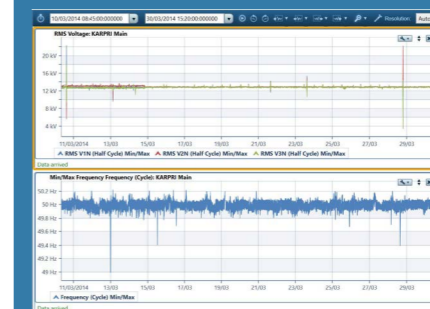 10/03/2014 08:45:00:000000 30/03/2014 15:20:00:000000 Resolution Auto
RMS Voltage: KARPRI Main
20 kV
16 kV
12 kV
8 kV
4 kV
11/03/2014 13/03 15/03 17/03 19/03 21/03 23/03 25/03 27/03 29/03
RMS V1N (Half Cycle) Min/Max RMS V2N (Half Cycle) Min/Max RMS V3N (Half Cycle) Min/Max
Data arrived
Min/Max Frequency Frequency (Cycle): KARPRI Main
50.2 Hz
50 Hz
49.8 Hz
49.6 Hz
49.4 Hz
49.2 Hz
49 Hz
11/03/2014 13/03 15/03 17/03 19/03 21/03 23/03 25/03 27/03 29/03
Frequency (Cycle) Min/Max
Data arrived